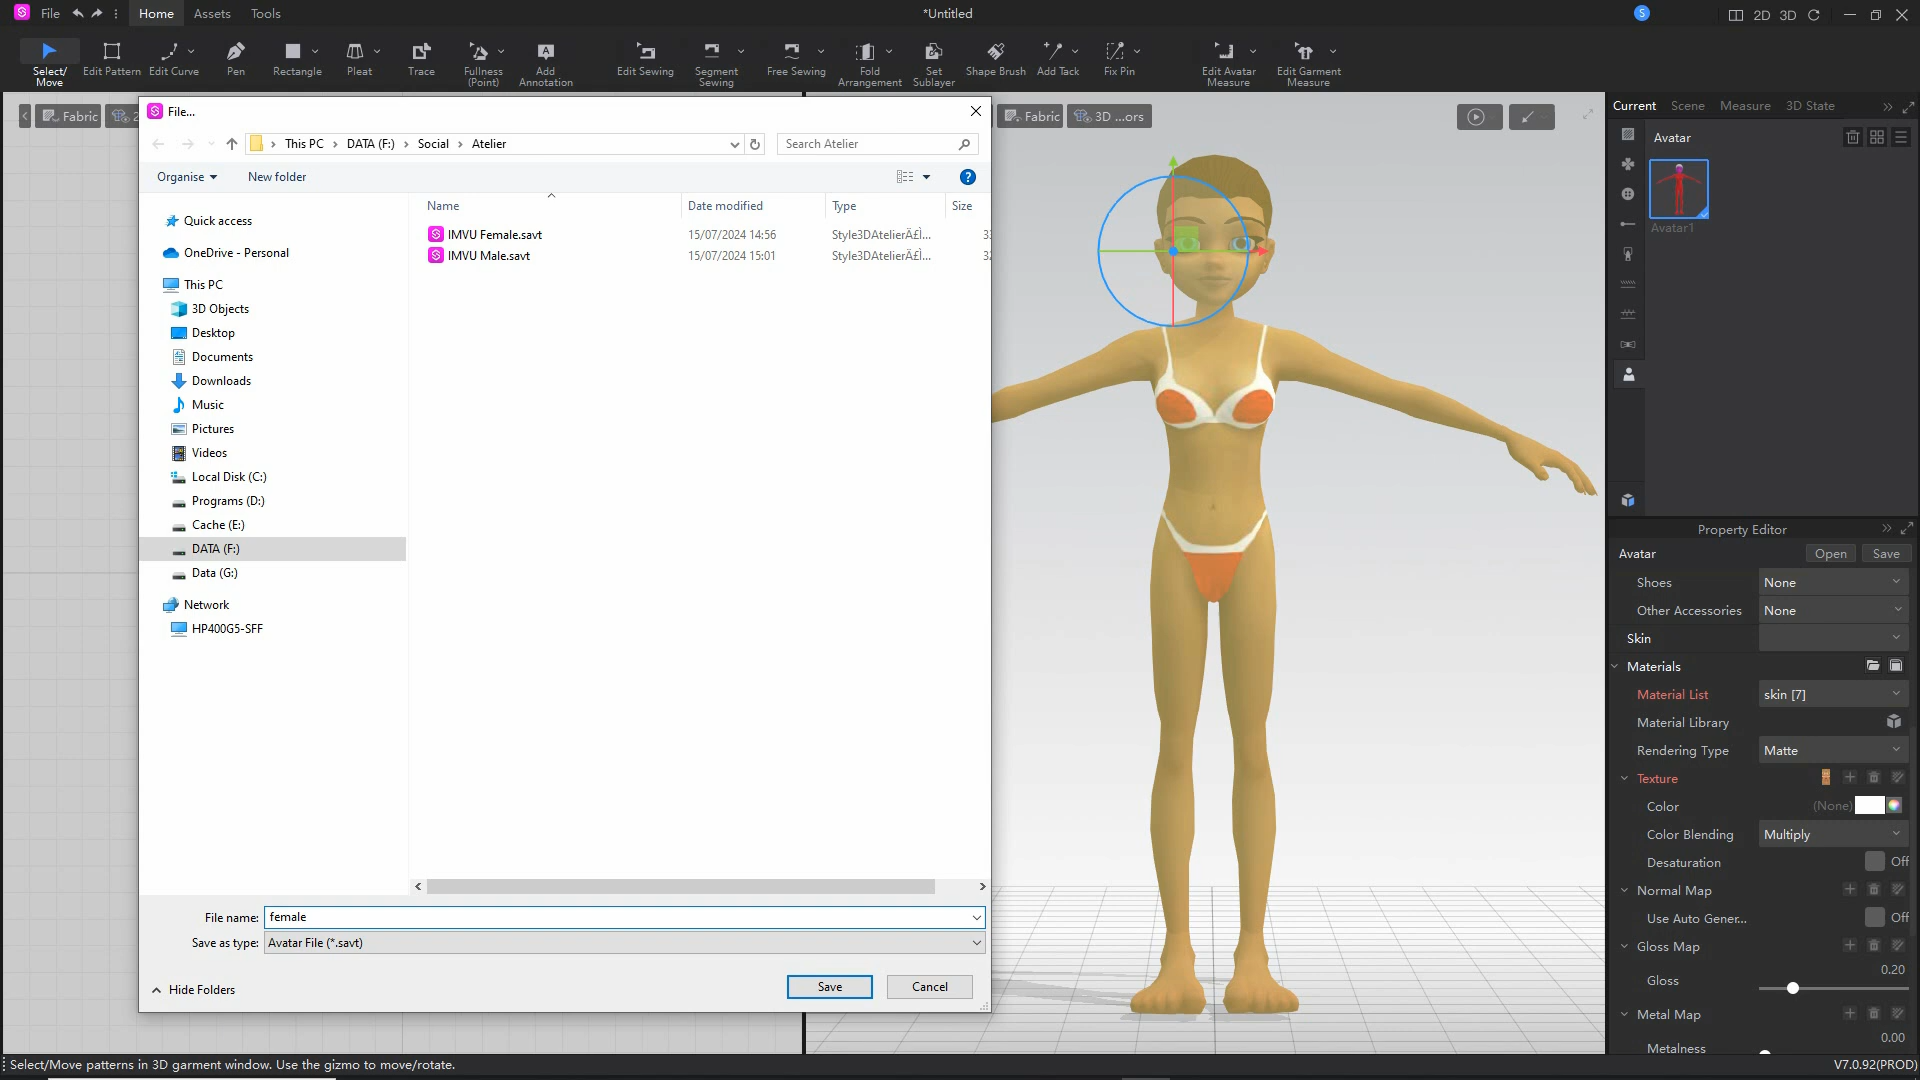 File
Home
Assets
Tools
*Untitled
S
2D
3D
Select/
Move
Edit Pattern
Edit Curve
Pen
Rectangle
Pleat
Trace
Fullness
(Point)
Add
Annotation
Edit Sewing
Segment
Sewing
Free Sewing
Fold
Arrangement
Set
Sublayer
Shape Brush
Add Tack
Fix Pin
Edit Avatar
Measure
Edit Garment
Measure
Fabric
2
File...
This PC
DATA (F:)
Social
Atelier
Search Atelier
Organise
New folder
?
Quick access
OneDrive - Personal
This PC
3D Objects
Desktop
Documents
Downloads
Music
Pictures
Videos
Local Disk (C:)
Programs (D:)
Cache (E:)
DATA (F:)
Data (G:)
Network
HP400G5-SFF
Name
Date modified
Type
Size
IMVU Female.savt
15/07/2024 14:56
Style3DAtelierÄ£Ì...
IMVU Male.savt
15/07/2024 15:01
Style3DAtelierÄ£Ì...
File name:
female
Save as type:
Avatar File (*.savt)
Hide Folders
Save
Cancel
Fabric
3D ...ors
Current
Scene
Measure
3D State
Avatar
Avatar1
Property Editor
Avatar
Open
Save
Shoes
None
Other Accessories
None
Skin
Materials
Material List
skin [7]
Material Library
Rendering Type
Matte
Texture
Color
(None)
Color Blending
Multiply
Desaturation
Off
Normal Map
Use Auto Gener...
Off
Gloss Map
0.20
Gloss
Metal Map
0.00
Metalness
Select/Move patterns in 3D garment window. Use the gizmo to move/rotate.
V7.0.92(PROD)